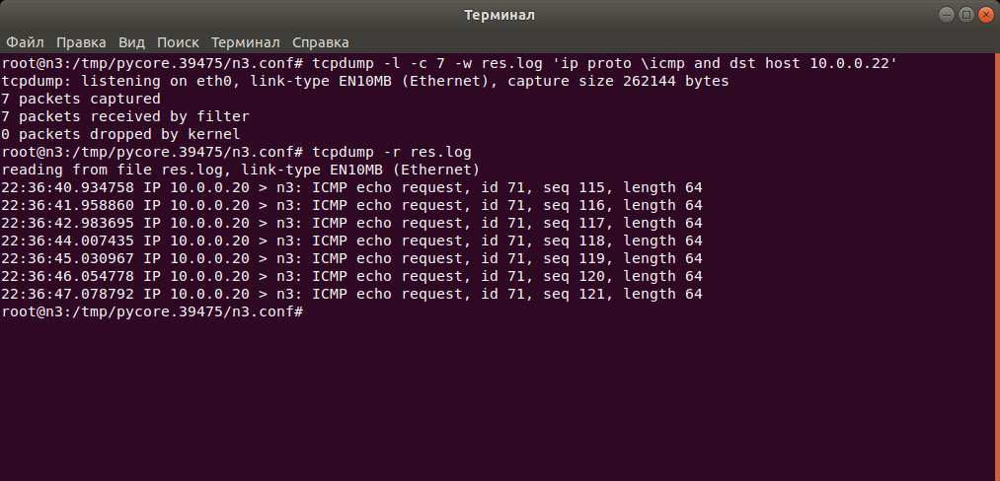 Терминал
Файл Правка Вид Поиск Терминал Справка
root@n3:/tmp/pycore.39475/n3.conf# tcpdump -l -c 7 -w res.log 'ip proto \icmp and dst host 10.0.0.22'
tcpdump: listening on eth0, link-type EN10MB (Ethernet), capture size 262144 bytes
7 packets captured
7 packets received by filter
0 packets dropped by kernel
root@n3:/tmp/pycore.39475/n3.conf# tcpdump -r res.log
reading from file res.log, link-type EN10MB (Ethernet)
22:36:40.934758 IP 10.0.0.20 > n3: ICMP echo request, id 71, seq 115, length 64
22:36:41.958860 IP 10.0.0.20 > n3: ICMP echo request, id 71, seq 116, length 64
22:36:42.983695 IP 10.0.0.20 > n3: ICMP echo request, id 71, seq 117, length 64
22:36:44.007435 IP 10.0.0.20 > n3: ICMP echo request, id 71, seq 118, length 64
22:36:45.030967 IP 10.0.0.20 > n3: ICMP echo request, id 71, seq 119, length 64
22:36:46.054778 IP 10.0.0.20 > n3: ICMP echo request, id 71, seq 120, length 64
22:36:47.078792 IP 10.0.0.20 > n3: ICMP echo request, id 71, seq 121, length 64
root@n3:/tmp/pycore.39475/n3.conf#